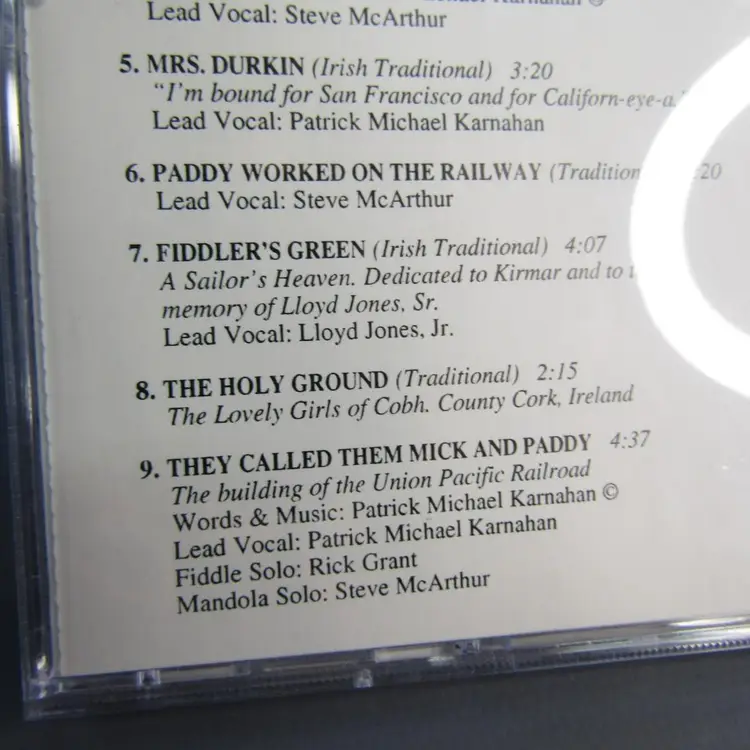 Karnahan ©
Lead Vocal: Steve McArthur
5. MRS. DURKIN (Irish Traditional) 3:20
"I'm bound for San Francisco and for Californ-eye-a."
Lead Vocal: Patrick Michael Karnahan
6. PADDY WORKED ON THE RAILWAY
Lead Vocal: Steve McArthur
7. FIDDLER'S GREEN (Irish Traditional) 4:07
A Sailor's Heaven. Dedicated to Kirmar and to
memory of Lloyd Jones, Sr.
Lead Vocal: Lloyd Jones, Jr.
8. THE HOLY GROUND (Traditional) 2:15
The Lovely Girls of Cobh. County Cork, Ireland
9. THEY CALLED THEM MICK AND PADDY 4:37
The building of the Union Pacific Railroad
Words & Music: Patrick Michael Karnahan ©
Lead Vocal: Patrick Michael Karnahan
Fiddle Solo: Rick Grant
Mandola Solo: Steve McArthur